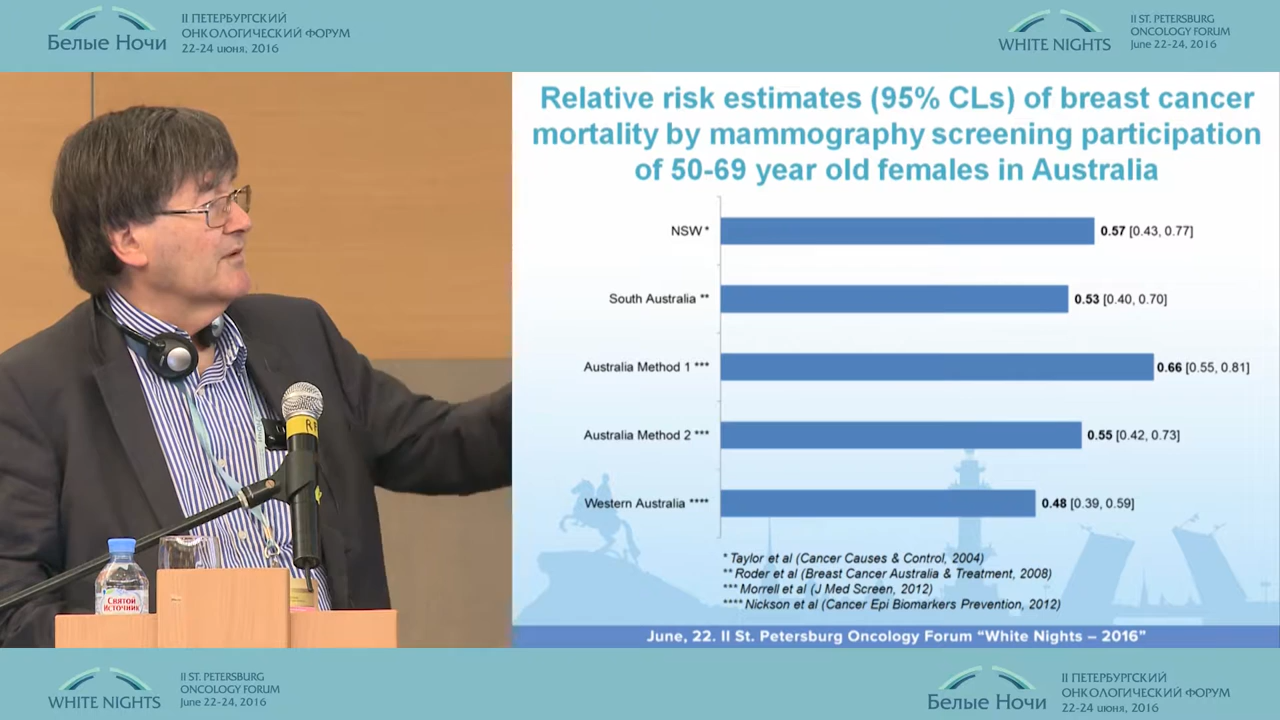 Белые Ночи
II ПЕТЕРБУРГСКИЙ
ОНКОЛОГИЧЕСКИЙ ФОРУМ
22-24 июня, 2016
WHITE NIGHTS
II ST. PETERSBURG
ONCOLOGY FORUM
June 22-24, 2016
Relative risk estimates (95% CLs) of breast cancer
mortality by mammography screening participation
of 50-69 year old females in Australia
NSW * 0.57 [0.43, 0.77]
South Australia ** 0.53 [0.40, 0.70]
Australia Method 1 *** 0.66 [0.55, 0.81]
Australia Method 2 *** 0.55 [0.42, 0.73]
Western Australia **** 0.48 [0.39, 0.59]
* Taylor et al (Cancer Causes & Control, 2004)
** Roder et al (Breast Cancer Australia & Treatment, 2008)
*** Morrell et al (J Med Screen, 2012)
**** Nickson et al (Cancer Epi Biomarkers Prevention, 2012)
June, 22. II St. Petersburg Oncology Forum “White Nights – 2016”
Святой
Источник
WHITE NIGHTS
II ST. PETERSBURG
ONCOLOGY FORUM
June 22-24, 2016
Белые Ночи
II ПЕТЕРБУРГСКИЙ
ОНКОЛОГИЧЕСКИЙ ФОРУМ
22-24 июня, 2016